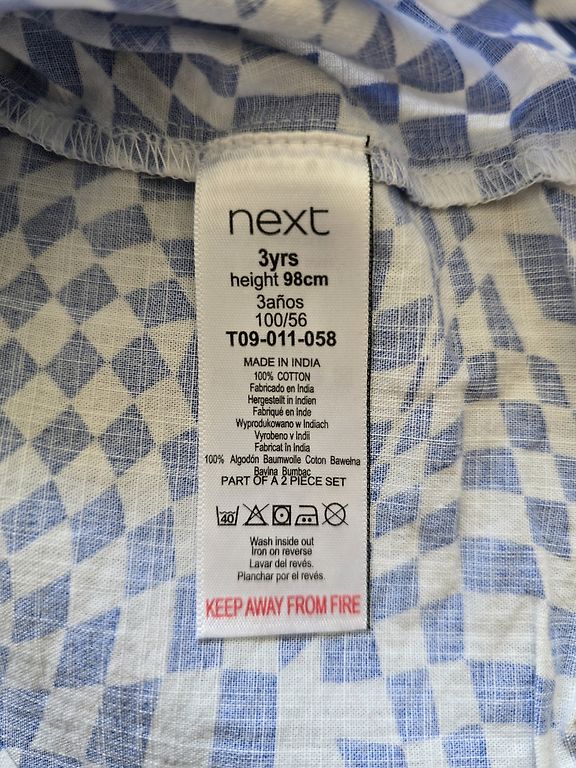 next
3yrs
height 98cm
3años
100/56
T09-011-058
MADE IN INDIA
100% COTTON
Fabricado en India
Hergestellt in Indien
Fabriqué en Inde
Wyprodukowano w Indiach
Vyrobeno v Indii
Fabricat în India
100% Algodón Baumwolle Coton Bawełna
Bavlna Bumbac
PART OF A 2 PIECE SET
40
Wash inside out
Iron on reverse
Lavar del revés.
Planchar por el revés.
KEEP AWAY FROM FIRE